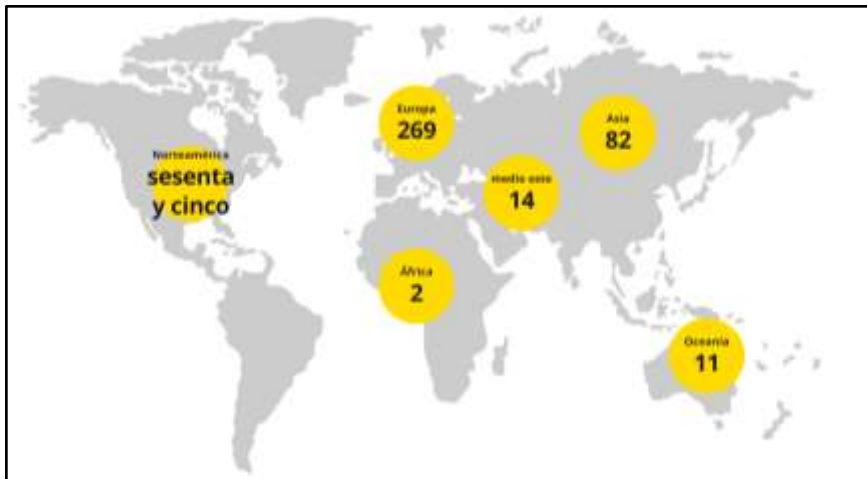 Europa
269
Asia
82
Norteamérica
sesenta
y cinco
medio este
14
África
2
Oceanía
11